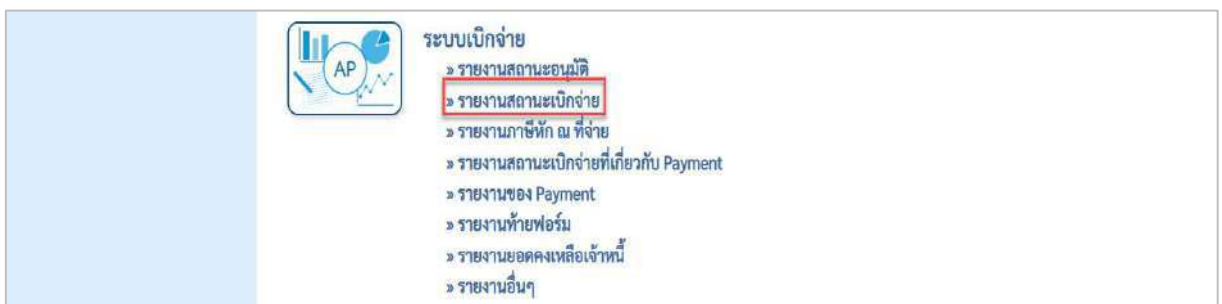 AP
ระบบเบิกจ่าย
» รายงานสถานะอนุมัติ
» รายงานสถานะเบิกจ่าย
» รายงานภาษีหัก ณ ที่จ่าย
» รายงานสถานะเบิกจ่ายที่เกี่ยวกับ Payment
» รายงานของ Payment
» รายงานท้ายฟอร์ม
» รายงานยอดคงเหลือเจ้าหนี้
» รายงานอื่นๆ